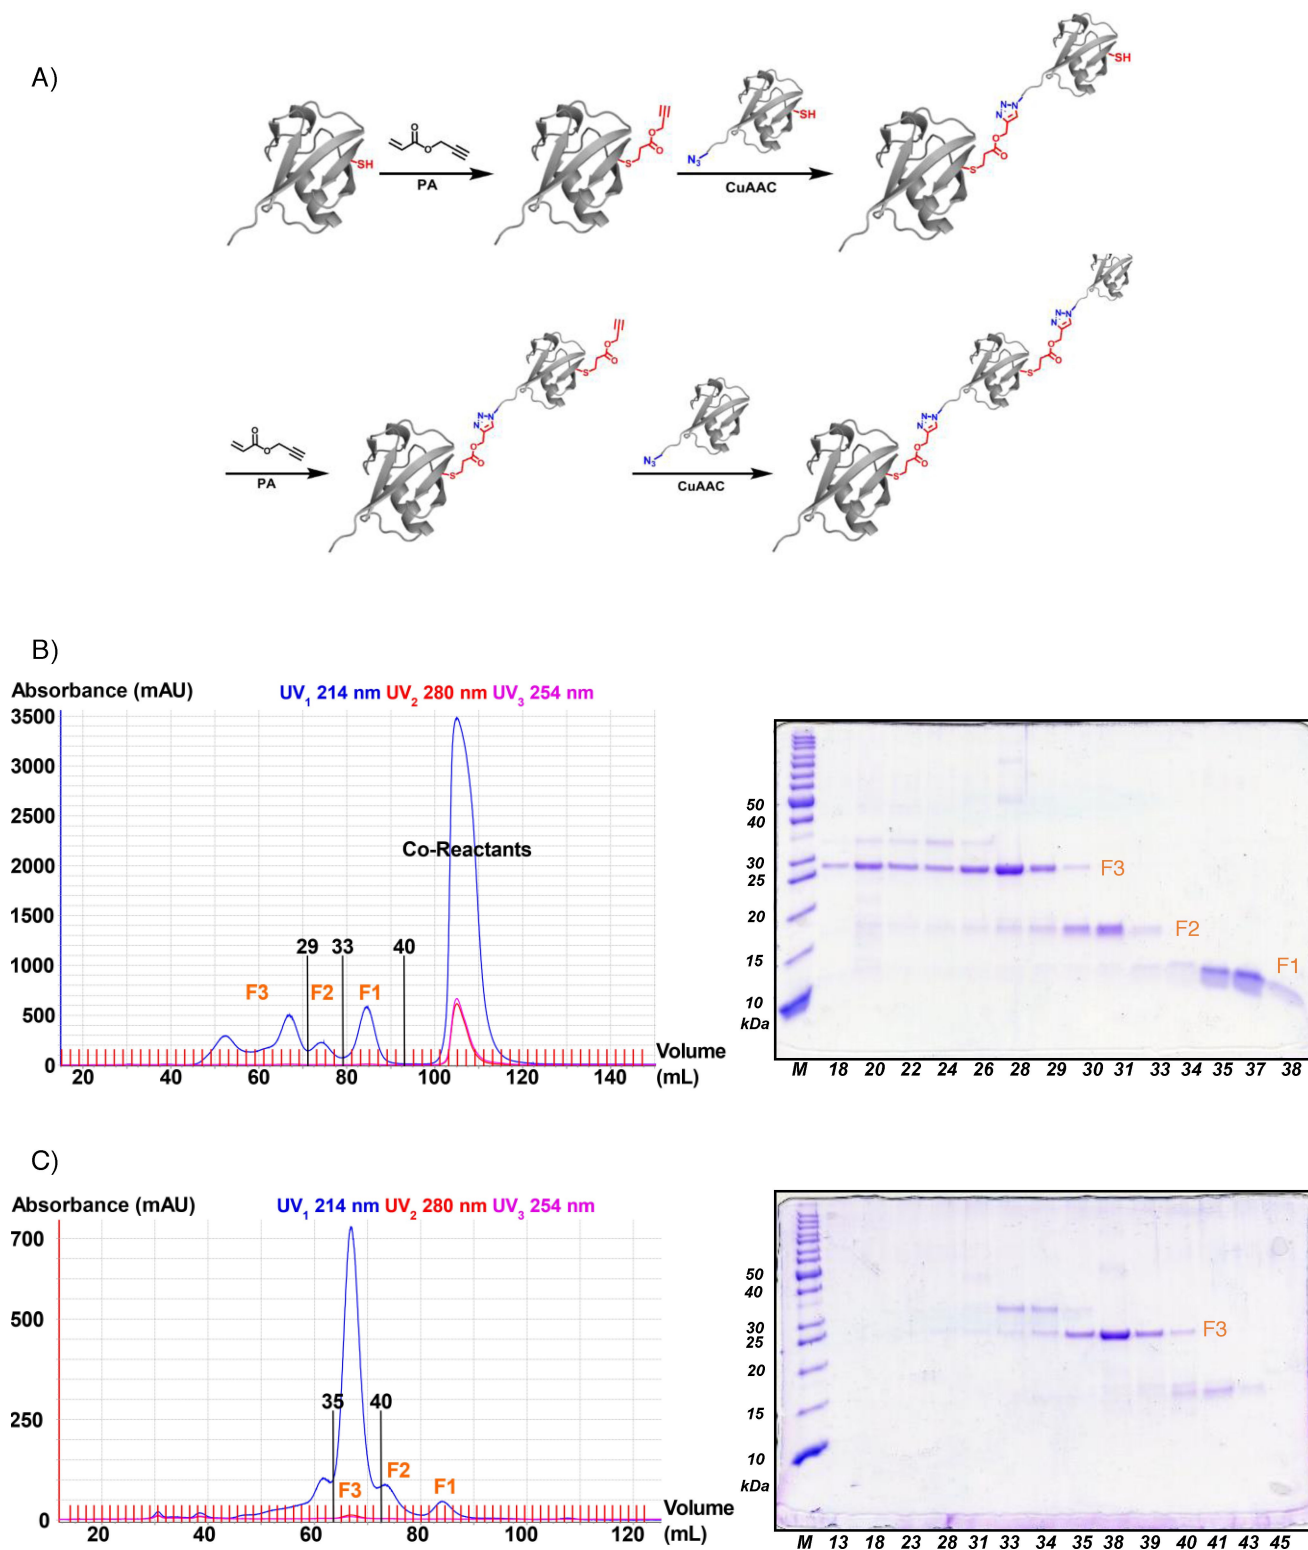 A)
SH
O
O
PA
O
O
S
N3
SH
CuAAC
N
N
N
O
O
S
SH
O
O
PA
O
O
S
N
N
N
O
O
S
N3
CuAAC
N
N
N
O
O
S
N
N
N
O
O
S
B)
Absorbance (mAU)
UV1 214 nm UV2 280 nm UV3 254 nm
3500
3000
2500
2000
1500
1000
500
0
Co-Reactants
29 33 40
F3 F2 F1
20 40 60 80 100 120 140
Volume
(mL)
50
40
30
25
20
15
10
kDa
F3
F2
F1
M 18 20 22 24 26 28 29 30 31 33 34 35 37 38
C)
Absorbance (mAU)
UV1 214 nm UV2 280 nm UV3 254 nm
700
500
250
0
35 40
F3 F2 F1
20 40 60 80 100 120
Volume
(mL)
50
40
30
25
20
15
10
kDa
F3
M 13 18 23 28 31 33 34 35 38 39 40 41 43 45